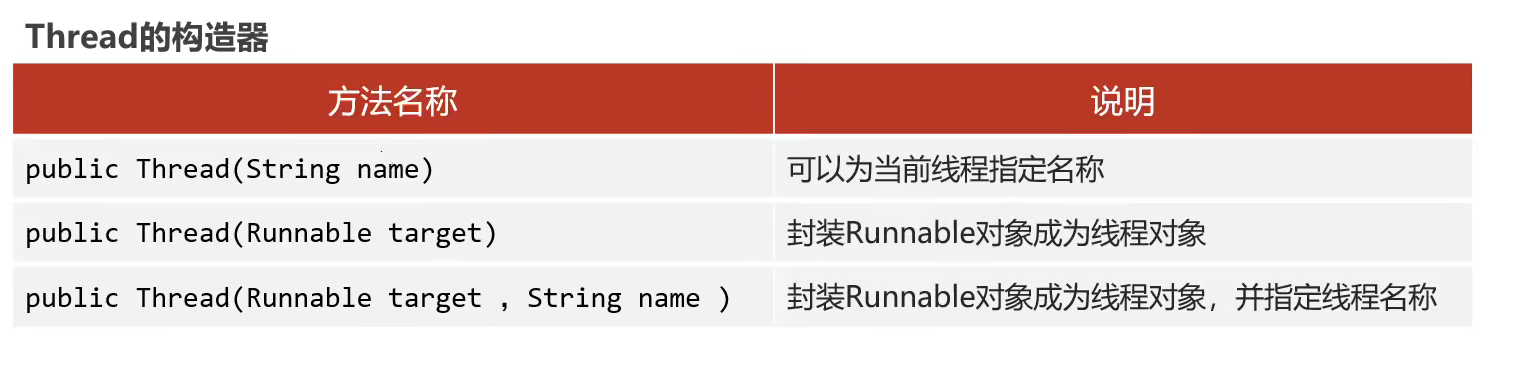 Thread的构造器
方法名称 说明
public Thread(String name) 可以为当前线程指定名称
public Thread(Runnable target) 封装Runnable对象成为线程对象
public Thread(Runnable target , String name ) 封装Runnable对象成为线程对象，并指定线程名称